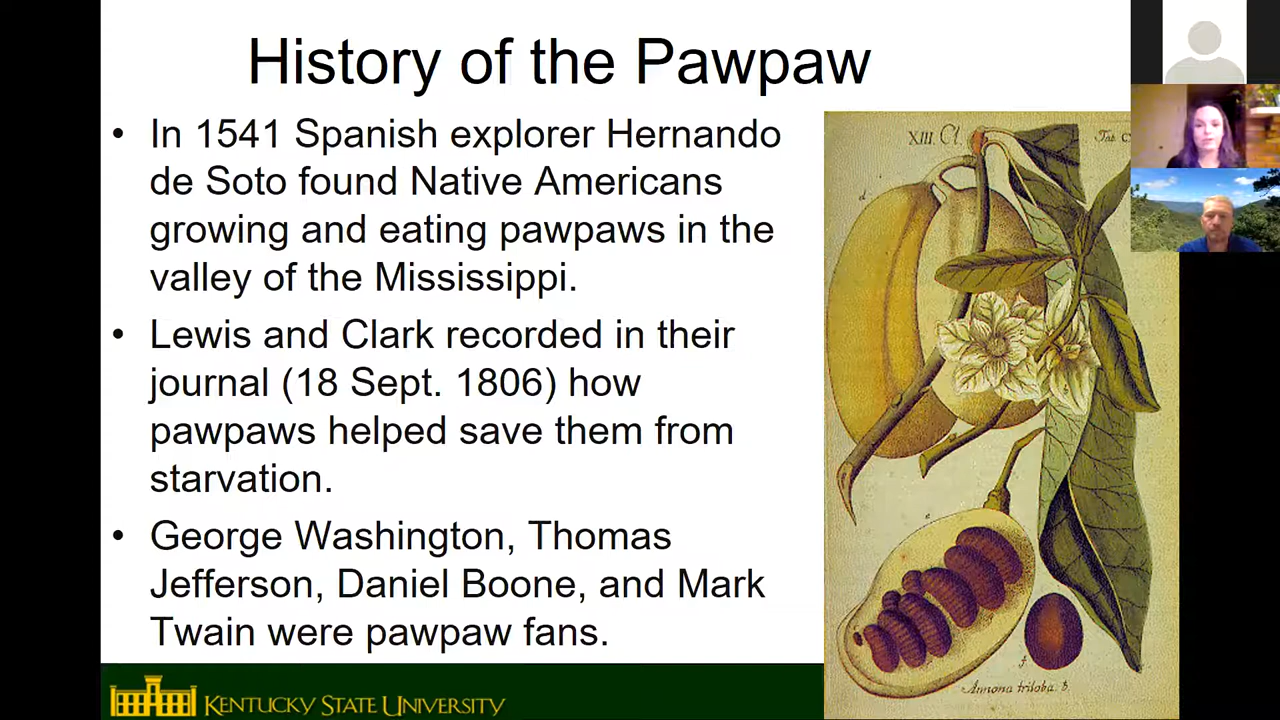 History of the Pawpaw
• In 1541 Spanish explorer Hernando
de Soto found Native Americans
growing and eating pawpaws in the
valley of the Mississippi.
• Lewis and Clark recorded in their
journal (18 Sept. 1806) how
pawpaws helped save them from
starvation.
• George Washington, Thomas
Jefferson, Daniel Boone, and Mark
Twain were pawpaw fans.
XIII. Cl.
Tab.
d
e
f
Annona triloba. b.
KENTUCKY STATE UNIVERSITY